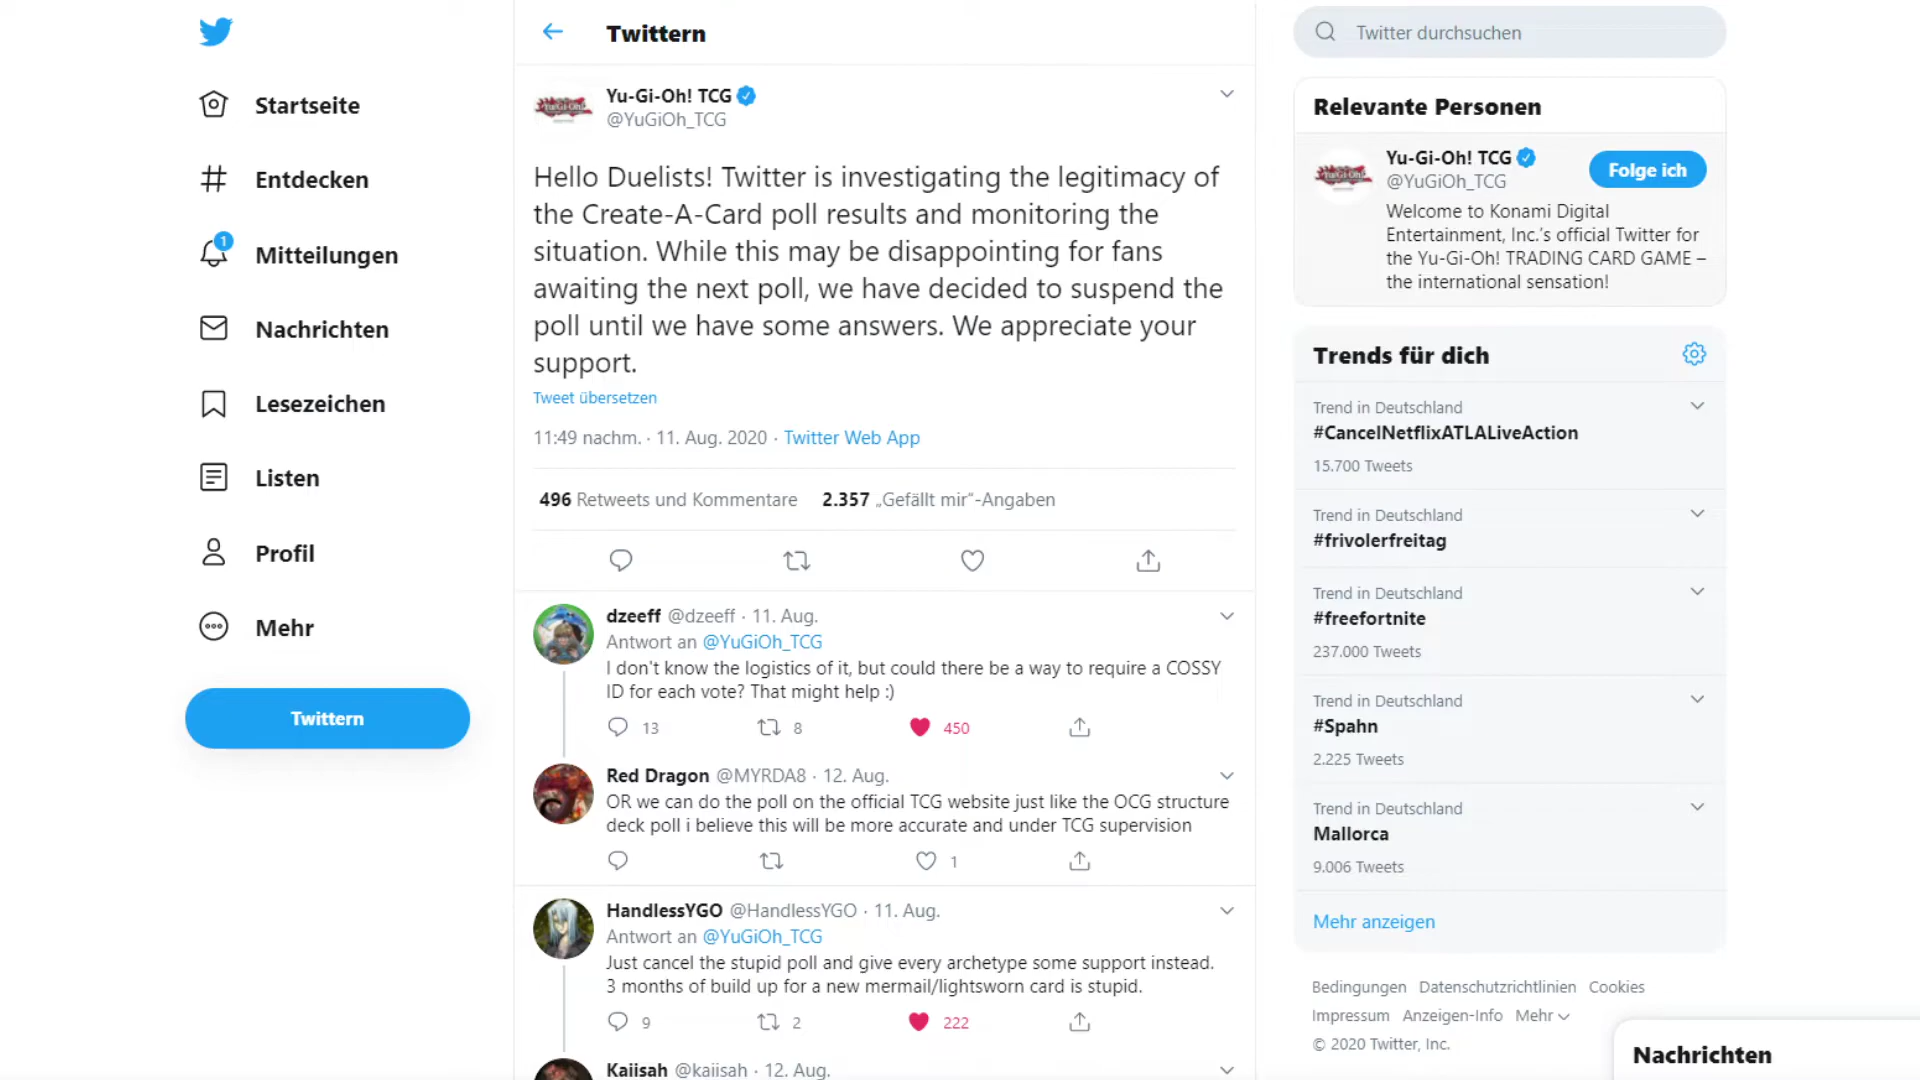 Startseite
Entdecken
1
Mitteilungen
Nachrichten
Lesezeichen
Listen
Profil
Mehr
Twittern
Twittern
Yu-Gi-Oh! TCG
@YuGiOh_TCG
Hello Duelists! Twitter is investigating the legitimacy of
the Create-A-Card poll results and monitoring the
situation. While this may be disappointing for fans
awaiting the next poll, we have decided to suspend the
poll until we have some answers. We appreciate your
support.
Tweet übersetzen
11:49 nachm. · 11. Aug. 2020 · Twitter Web App
496 Retweets und Kommentare 2.357 „Gefällt mir“-Angaben
dzeeff @dzeeff · 11. Aug.
Antwort an @YuGiOh_TCG
I don't know the logistics of it, but could there be a way to require a COSSY
ID for each vote? That might help :)
13 8 450
Red Dragon @MYRDA8 · 12. Aug.
OR we can do the poll on the official TCG website just like the OCG structure
deck poll i believe this will be more accurate and under TCG supervision
1
HandlessYGO @HandlessYGO · 11. Aug.
Antwort an @YuGiOh_TCG
Just cancel the stupid poll and give every archetype some support instead.
3 months of build up for a new mermail/lightsworn card is stupid.
9 2 222
Kaiisah @kaiisah · 12. Aug.
Twitter durchsuchen
Relevante Personen
Yu-Gi-Oh! TCG
@YuGiOh_TCG
Folge ich
Welcome to Konami Digital
Entertainment, Inc.'s official Twitter for
the Yu-Gi-Oh! TRADING CARD GAME –
the international sensation!
Trends für dich
Trend in Deutschland
#CancelNetflixATLALiveAction
15.700 Tweets
Trend in Deutschland
#frivolerfreitag
Trend in Deutschland
#freefortnite
237.000 Tweets
Trend in Deutschland
#Spahn
2.225 Tweets
Trend in Deutschland
Mallorca
9.006 Tweets
Mehr anzeigen
Bedingungen Datenschutzrichtlinien Cookies
Impressum Anzeigen-Info Mehr
© 2020 Twitter, Inc.
Nachrichten